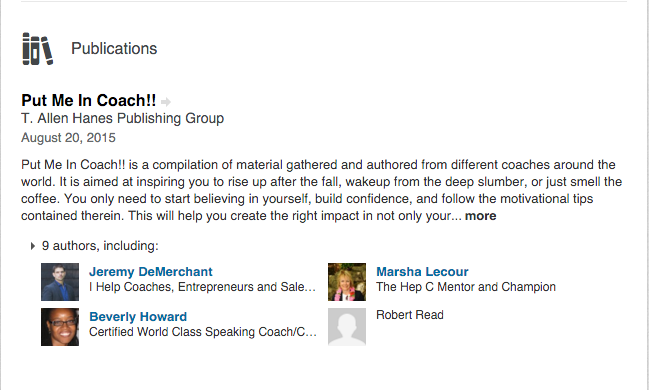 Publications
Put Me In Coach!!
T. Allen Hanes Publishing Group
August 20, 2015
Put Me In Coach!! is a compilation of material gathered and authored from different coaches around the
world. It is aimed at inspiring you to rise up after the fall, wakeup from the deep slumber, or just smell the
coffee. You only need to start believing in yourself, build confidence, and follow the motivational tips
contained therein. This will help you create the right impact in not only your... more
9 authors, including:
Jeremy DeMerchant
I Help Coaches, Entrepreneurs and Sale...
Marsha Lecour
The Hep C Mentor and Champion
Beverly Howard
Certified World Class Speaking Coach/C...
Robert Read